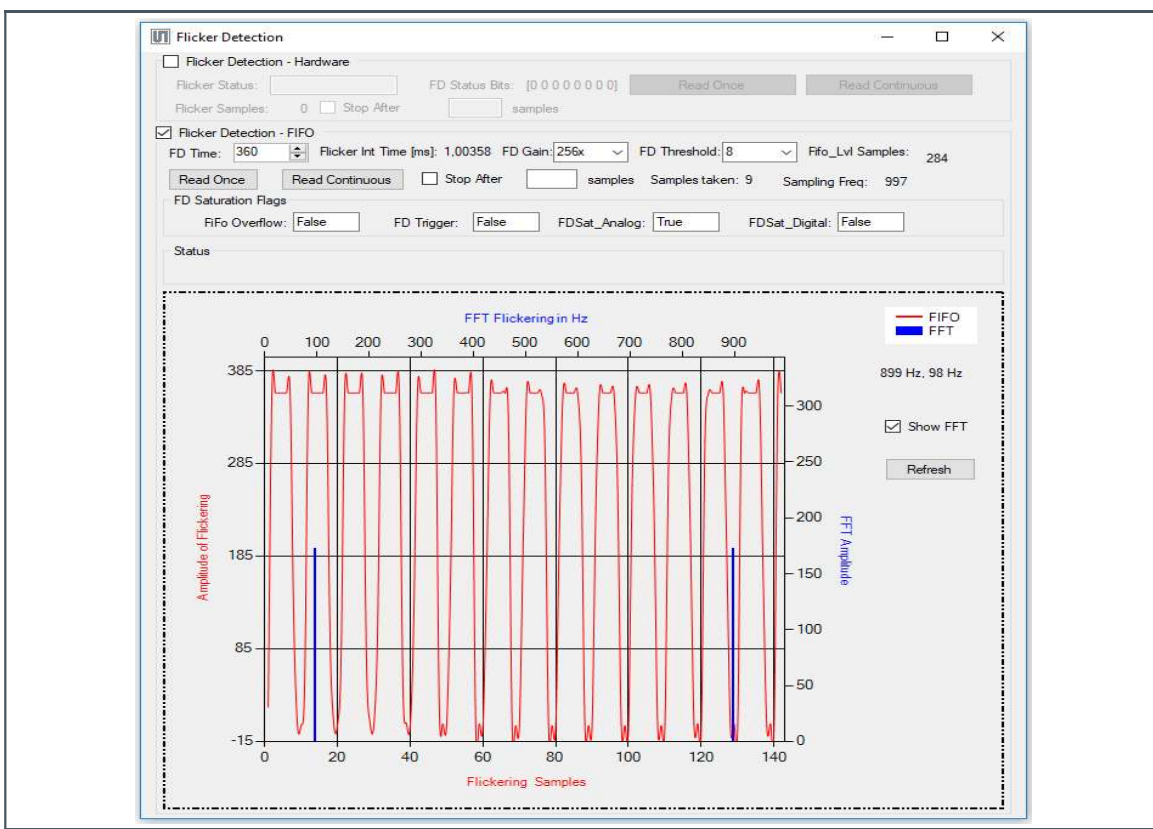 Flicker Detection
Flicker Detection - Hardware
Flicker Status: FD Status Bits: [0 0 0 0 0 0 0 0] Read Once Read Continuous
Flicker Samples: 0 Stop After samples
Flicker Detection - FIFO
FD Time: 360 Flicker Int Time [ms]: 1,00358 FD Gain: 256x FD Threshold: 8 Fifo_Lvl Samples: 284
Read Once Read Continuous Stop After samples Samples taken: 9 Sampling Freq: 997
FD Saturation Flags
FiFo Overflow: False FD Trigger: False FDSat_Analog: True FDSat_Digital: False
Status
FFT Flickering in Hz
0 100 200 300 400 500 600 700 800 900
FIFO
FFT
899 Hz, 98 Hz
Show FFT
Refresh
Amplitude of Flickering
385
285
185
85
-15
300
250
200
150
100
50
0
FFT Amplitude
0 20 40 60 80 100 120 140
Flickering Samples